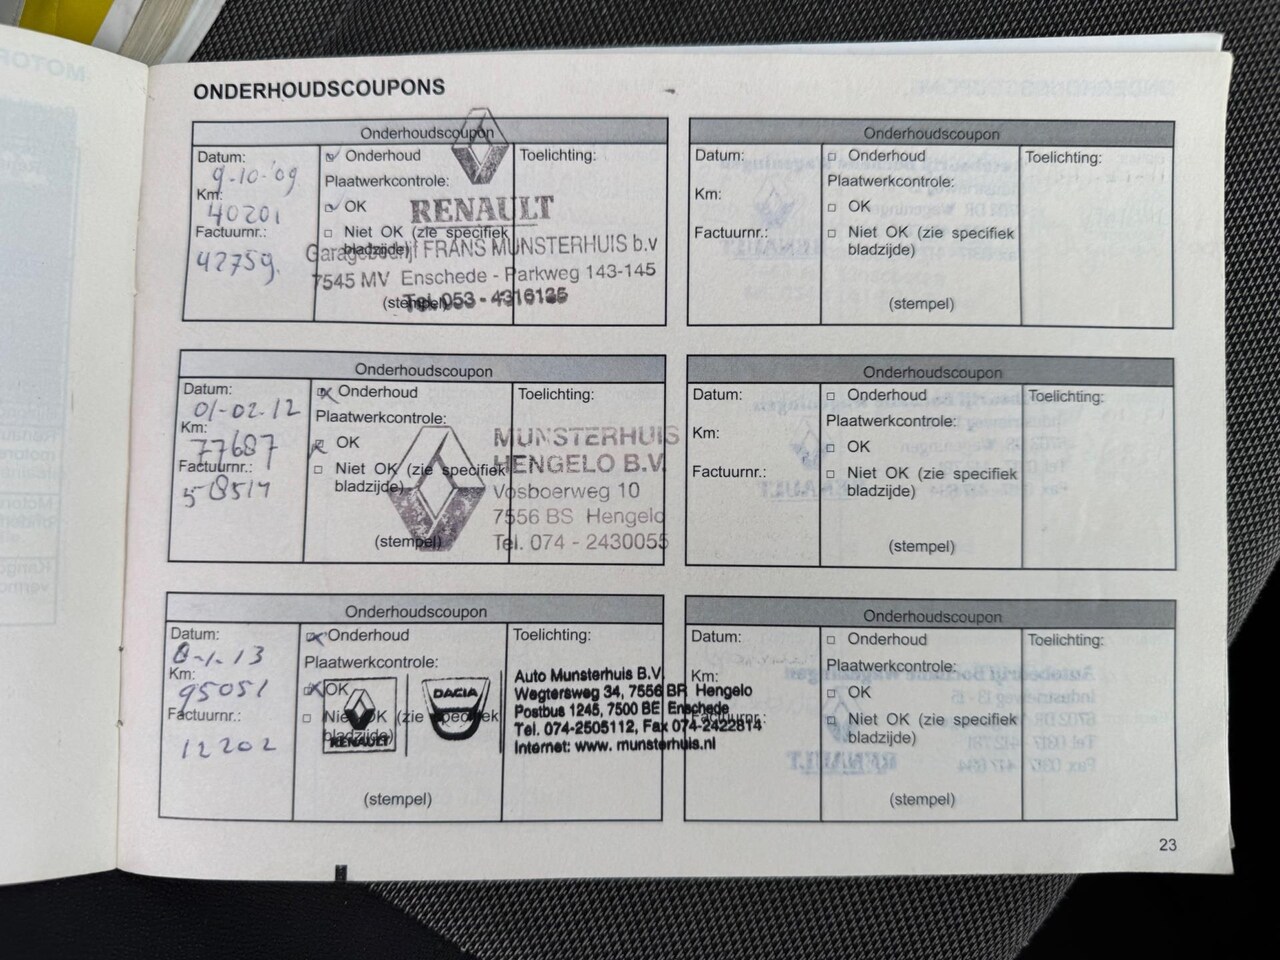 ONDERHOUDSCOUPONS
Onderhoudscoupon
Datum:
9-10-'09
Km:
40201
Factuurnr.:
42759.
Onderhoud
Plaatwerkcontrole:
OK
Niet OK (zie specifiek
bladzijde)
(stempel)
Toelichting:
RENAULT
Garagebedrijf FRANS MUNSTERHUIS b.v
7545 MV Enschede - Parkweg 143-145
Tel. 053 - 4316135
Onderhoudscoupon
Datum:
Km:
Factuurnr.:
Onderhoud
Plaatwerkcontrole:
OK
Niet OK (zie specifiek
bladzijde)
(stempel)
Toelichting:
Onderhoudscoupon
Datum:
01-02-12
Km:
77687
Factuurnr.:
Onderhoud
Plaatwerkcontrole:
OK
Niet OK (zie specifiek
bladzijde)
(stempel)
Toelichting:
MUNSTERHUIS
HENGELO B.V.
Vosboerweg 10
7556 BS Hengelo
Tel. 074 - 2430055
Onderhoudscoupon
Datum:
Km:
Factuurnr.:
Onderhoud
Plaatwerkcontrole:
OK
Niet OK (zie specifiek
bladzijde)
(stempel)
Toelichting:
Onderhoudscoupon
Datum:
Km:
95051
Factuurnr.:
12202
Onderhoud
Plaatwerkcontrole:
OK
Niet OK (zie specifiek
bladzijde)
(stempel)
Toelichting:
RENAULT
DACIA
Auto Munsterhuis B.V.
Wegtersweg 34, 7556 BR Hengelo
Postbus 1245, 7500 BE Enschede
Tel. 074-2505112, Fax 074-2422814
Internet: www. munsterhuis.nl
Onderhoudscoupon
Datum:
Km:
Factuurnr.:
Onderhoud
Plaatwerkcontrole:
OK
Niet OK (zie specifiek
bladzijde)
(stempel)
Toelichting:
23